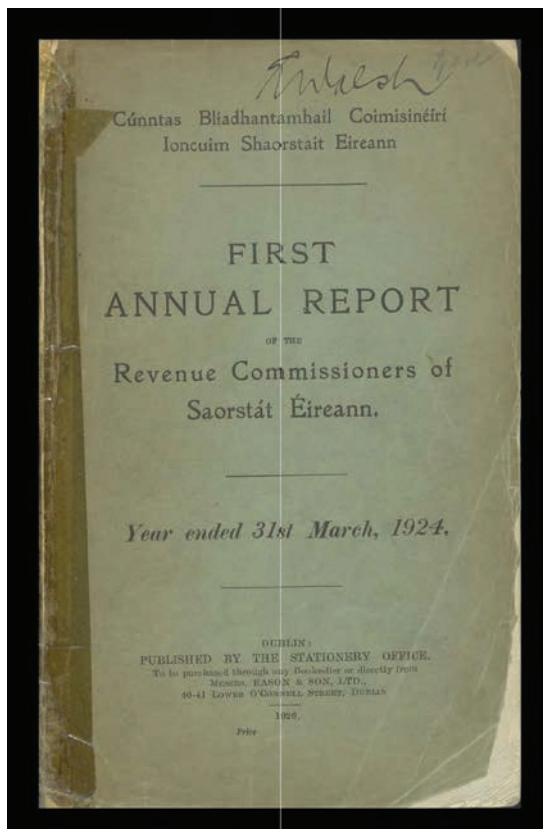 Cúnntas Blíadhantamhail Coimisinéirí
Ioncuim Shaorstait Eireann
FIRST
ANNUAL REPORT
OF THE
Revenue Commissioners of
Saorstát Éireann.
Year ended 31st March, 1924.
DUBLIN:
PUBLISHED BY THE STATIONERY OFFICE.
To be purchased through any Bookseller or directly from
Messrs. EASON & SON, LTD.,
40-41 Lower O'Connell Street, Dublin
Price